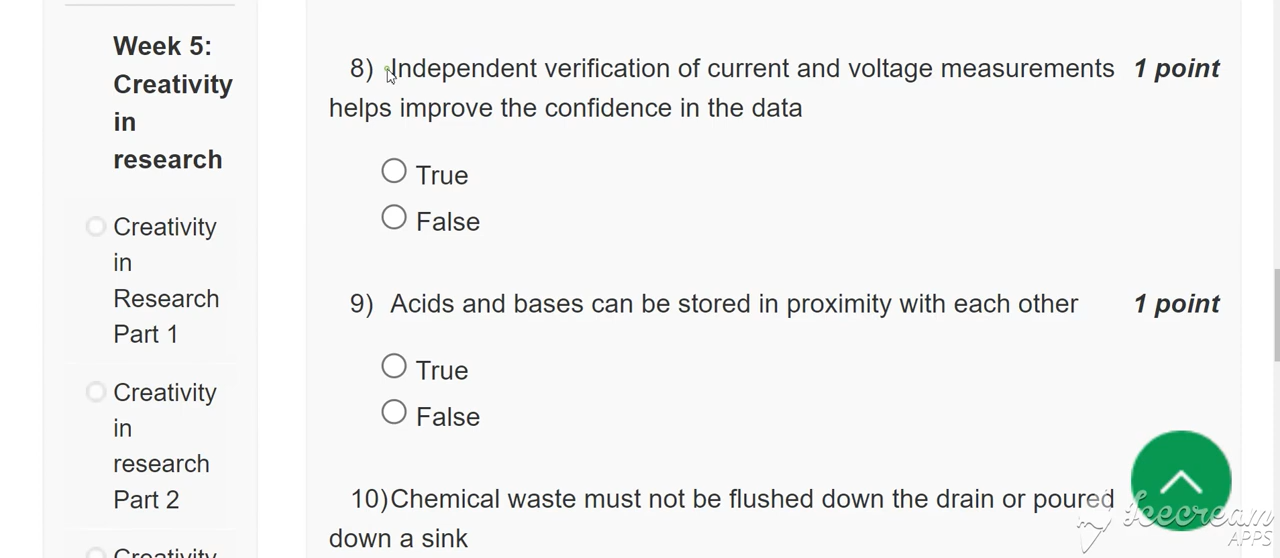 Week 5:
Creativity
in
research
Creativity
in
Research
Part 1
Creativity
in
research
Part 2
Creativity
8) Independent verification of current and voltage measurements 1 point
helps improve the confidence in the data
True
False
9) Acids and bases can be stored in proximity with each other 1 point
True
False
10) Chemical waste must not be flushed down the drain or poured
down a sink
Icecream
APPS